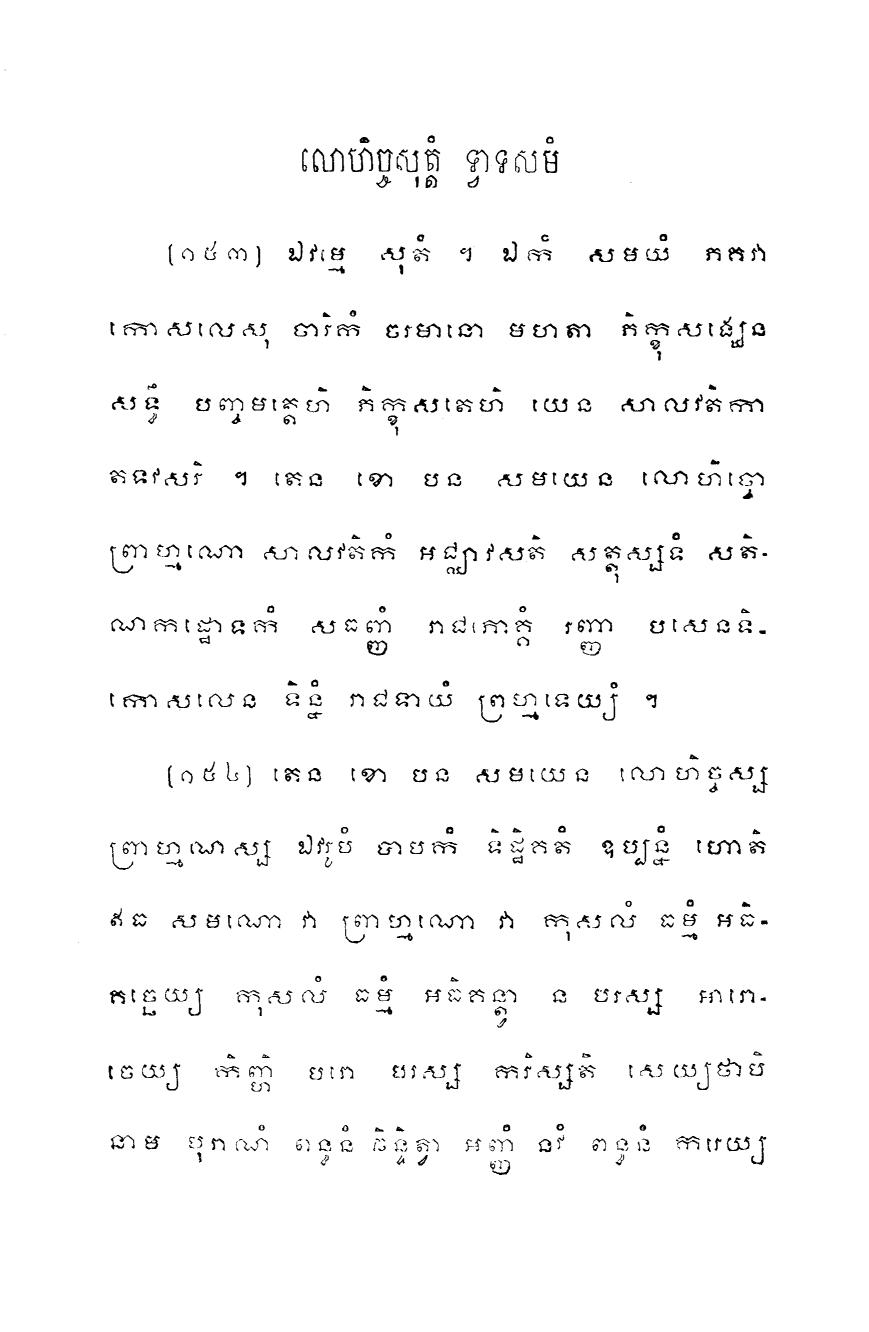 លោហិច្ចសុត្តំ ទ្វាទសមំ
[១៥៣] ឯវម្មេ សុតំ ។ ឯកំ សមយំ ភគវា
កោសលេសុ ចារិកំ ចរមានោ មហតា ភិក្ខុសង្ឃេន
សទ្ធឹ បញ្ចមត្តេហិ ភិក្ខុសតេហិ យេន សាលវតិកា
តទវសរិ ។ តេន ខោ បន សមយេន លោហិច្ចោ
ព្រាហ្មណោ សាលវតិកំ អជ្ឈាវសតិ សត្តុស្សទំ សតិ-
ណកដ្ឋោទកំ សធញ្ញំ រាជភោគ្គំ រញ្ញា បសេនទិ-
កោសលេន ទិន្នំ រាជទាយំ ព្រហ្មទេយ្យំ ។
[១៥៤] តេន ខោ បន សមយេន លោហិច្ចស្ស
ព្រាហ្មណស្ស ឯវរូបំ បាបកំ ទិដ្ឋិគតំ ឧប្បន្នំ ហោតិ
ឥធ សមណោ វា ព្រាហ្មណោ វា កុសលំ ធម្មំ អធិ-
គច្ឆេយ្យ កុសលំ ធម្មំ អធិគន្ត្វា ន បរស្ស អារោ-
ចេយ្យ កិញ្ហិ បរោ បរស្ស ករិស្សតិ សេយ្យថាបិ
នាម បុរាណំ ពន្ធនំ ឆិន្ទិត្វា អញ្ញំ នវំ ពន្ធនំ ករេយ្យ